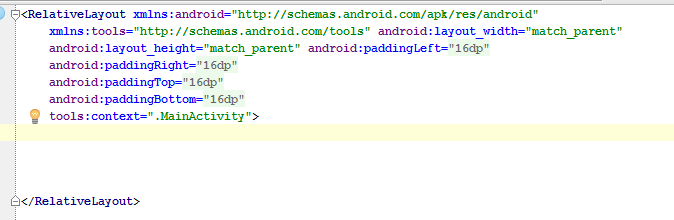 <RelativeLayout xmlns:android="http://schemas.android.com/apk/res/android"
xmlns:tools="http://schemas.android.com/tools" android:layout_width="match_parent"
android:layout_height="match_parent" android:paddingLeft="16dp"
android:paddingRight="16dp"
android:paddingTop="16dp"
android:paddingBottom="16dp"
tools:context=".MainActivity">
</RelativeLayout>